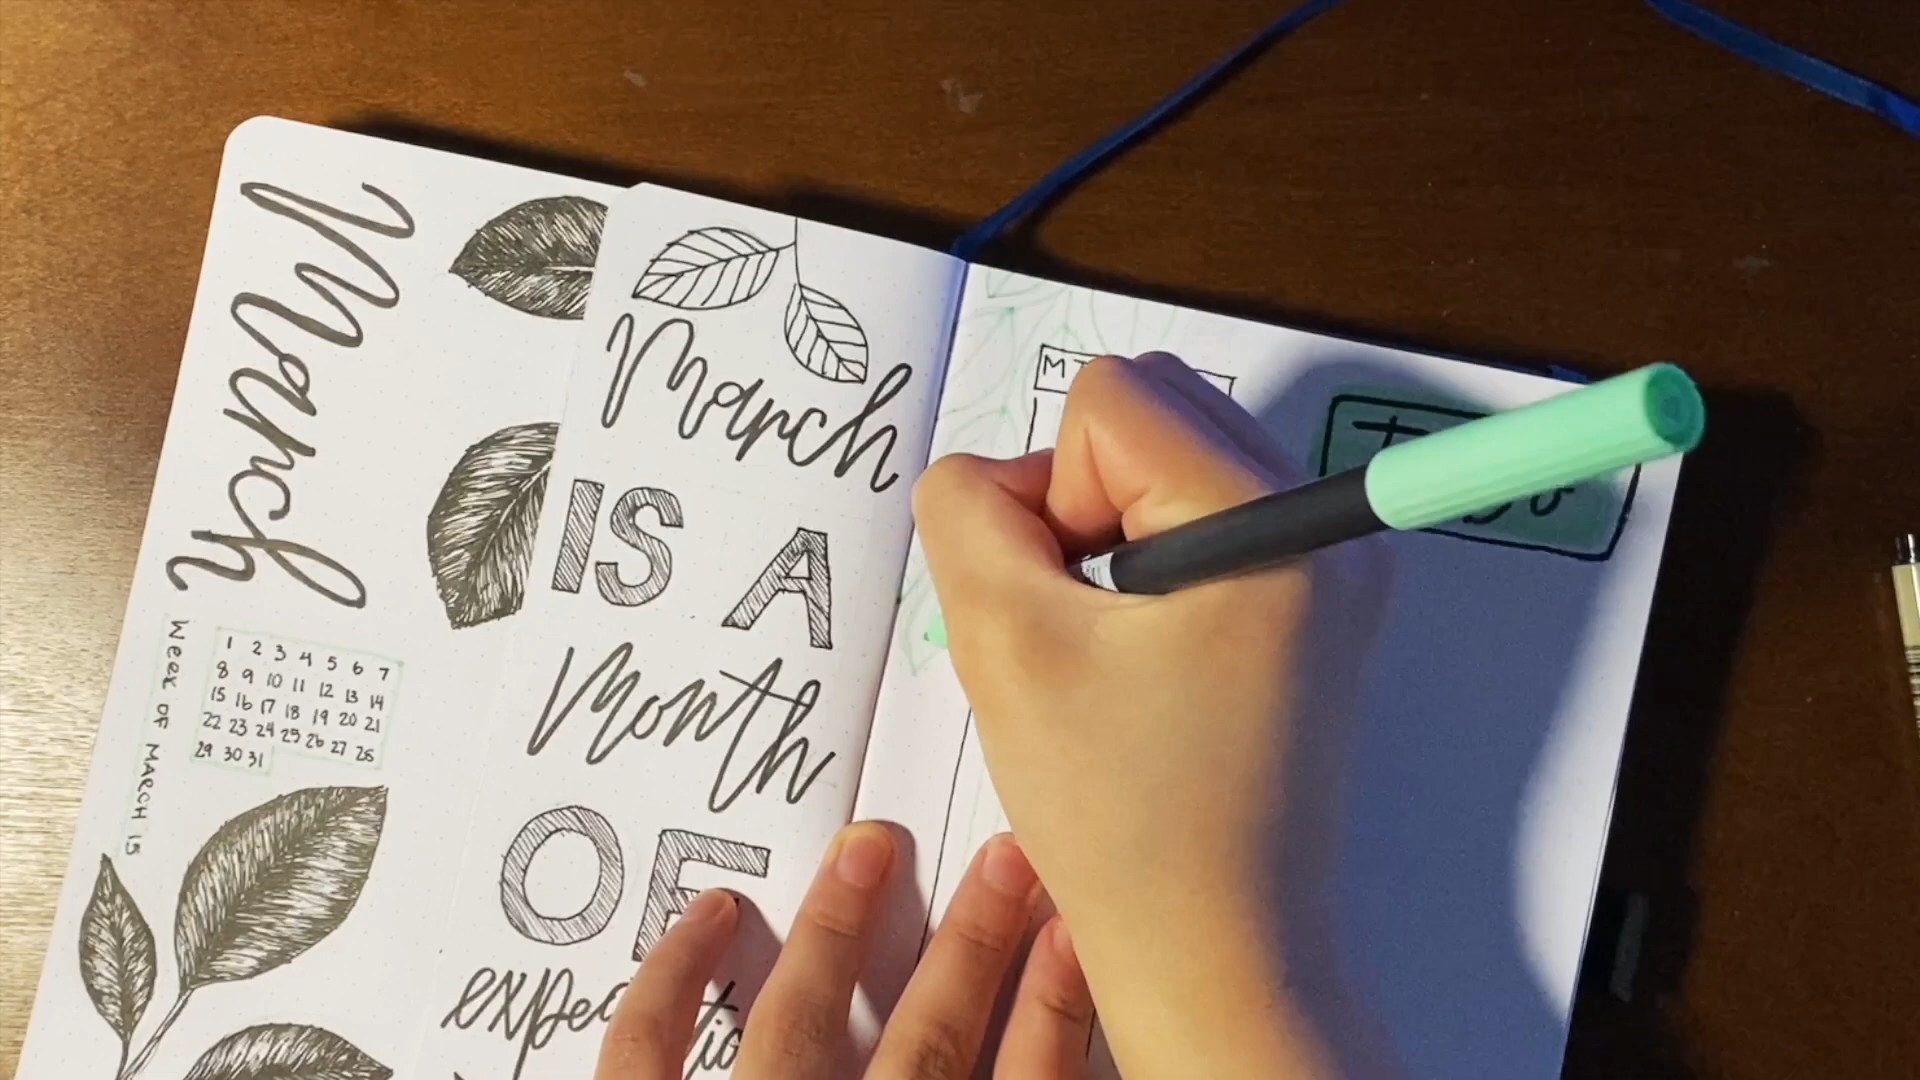 March
WEEK OF MARCH 15
1 2 3 4 5 6 7
8 9 10 11 12 13 14
15 16 17 18 19 20 21
22 23 24 25 26 27 28
29 30 31
March
IS A
Month
OF
M T